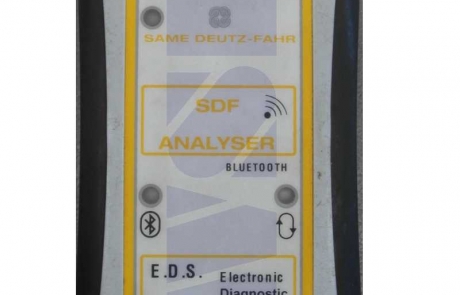 SAME DEUTZ-FAHR
SDF
ANALYSER
BLUETOOTH
E.D.S. Electronic
Diagnostic